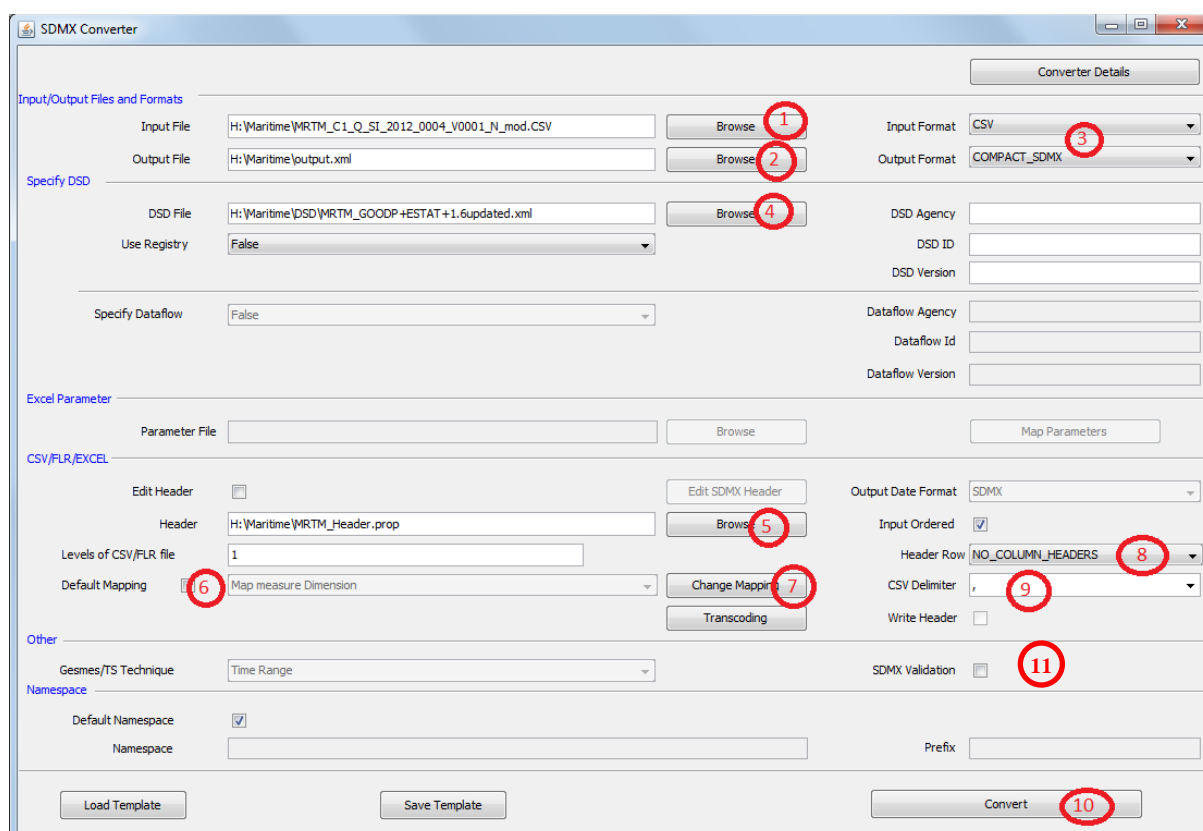 SDMX Converter
Converter Details
Input/Output Files and Formats
Input File H:\Maritime\MRTM_C1_Q_SI_2012_0004_V0001_N_mod.CSV Browse 1 Input Format CSV
3
Output File H:\Maritime\output.xml Browse 2 Output Format COMPACT_SDMX
Specify DSD
DSD File H:\Maritime\DSD\MRTM_GOODP+ESTAT+1.6updated.xml Browse 4 DSD Agency
Use Registry False DSD ID
DSD Version
Specify Dataflow False Dataflow Agency
Dataflow Id
Dataflow Version
Excel Parameter
Parameter File Browse Map Parameters
CSV/FLR/EXCEL
Edit Header Edit SDMX Header Output Date Format SDMX
Header H:\Maritime\MRTM_Header.prop Browse 5 Input Ordered
Levels of CSV/FLR file 1 Header Row NO_COLUMN_HEADERS 8
Default Mapping 6 Map measure Dimension Change Mapping 7 CSV Delimiter , 9
Transcoding Write Header
Other
Gesmes/TS Technique Time Range SDMX Validation 11
Namespace
Default Namespace
Namespace Prefix
Load Template Save Template Convert 10